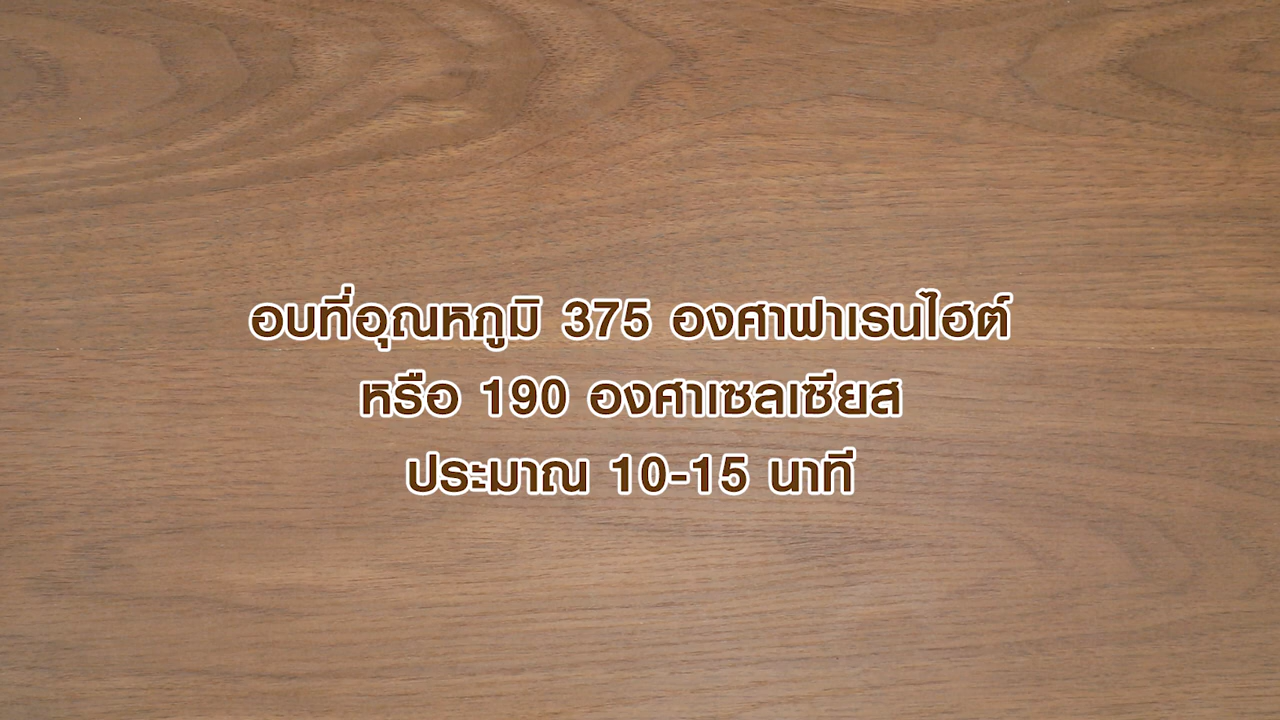 อบที่อุณหภูมิ 375 องศาฟาเรนไฮต์
หรือ 190 องศาเซลเซียส
ประมาณ 10-15 นาที